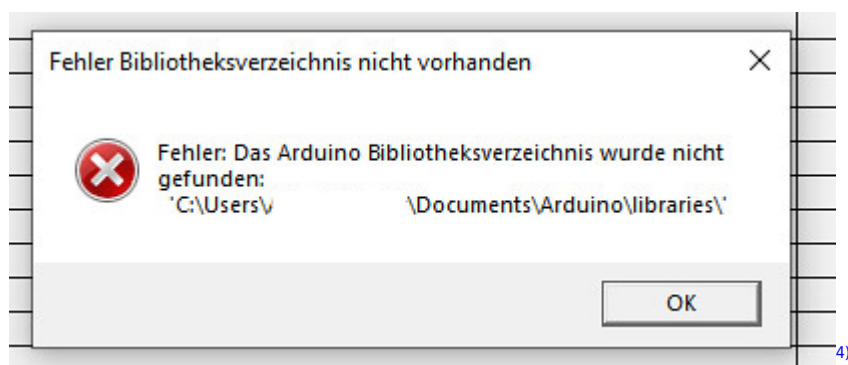 Fehler Bibliotheksverzeichnis nicht vorhanden
Fehler: Das Arduino Bibliotheksverzeichnis wurde nicht
gefunden:
'C:\Users\ \Documents\Arduino\libraries\'
OK
4)